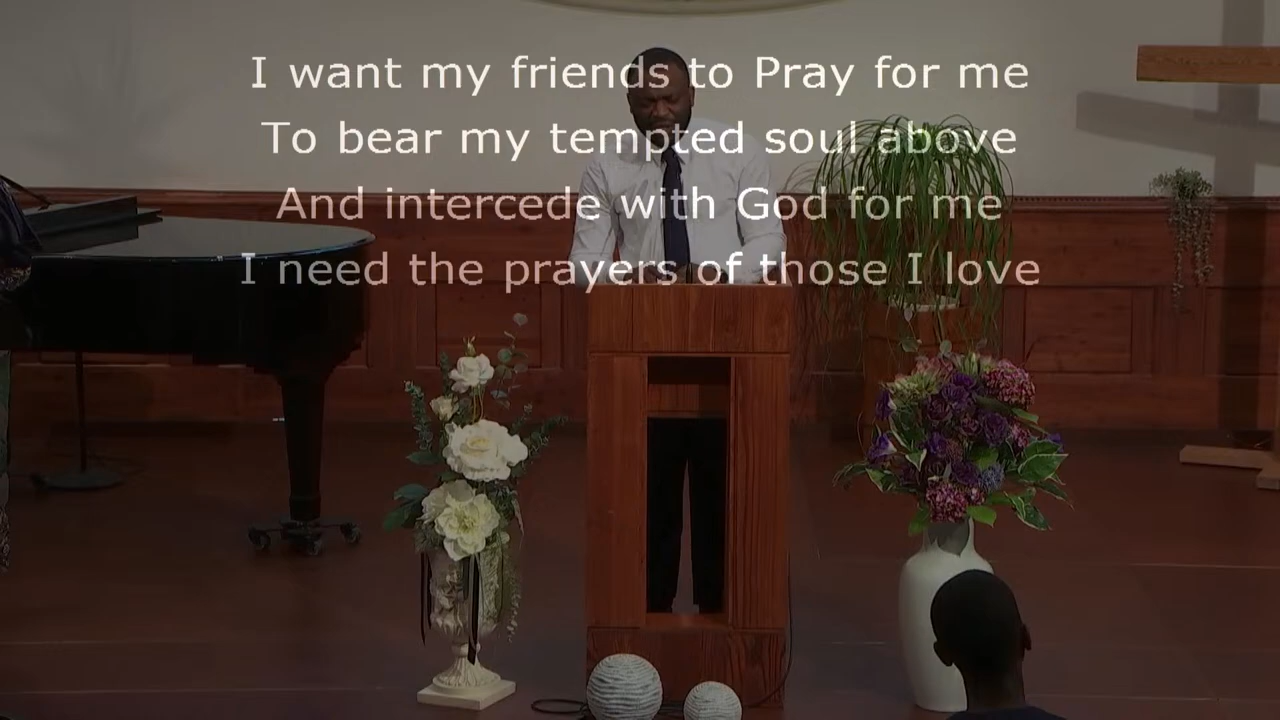 I want my friends to Pray for me
To bear my tempted soul above
And intercede with God for me
I need the prayers of those I love